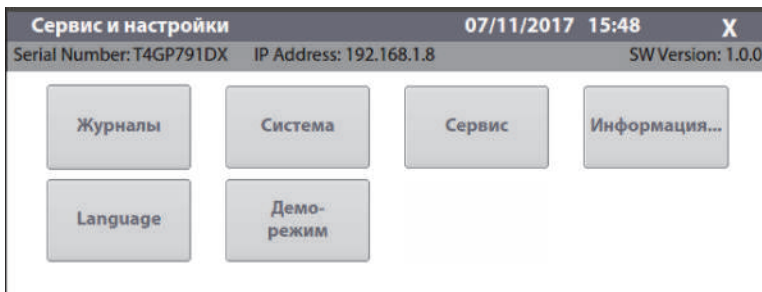 Сервис и настройки 07/11/2017 15:48 X
Serial Number: T4GP791DX IP Address: 192.168.1.8 SW Version: 1.0.0
Журналы Система Сервис Информация...
Language Демо-
режим